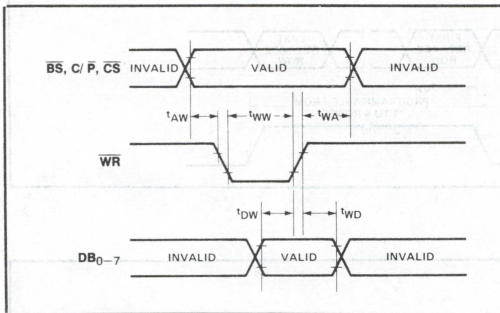 BS, C/P, CS INVALID VALID INVALID
tAW tWW tWA
WR
tDW tWD
DB0–7 INVALID VALID INVALID